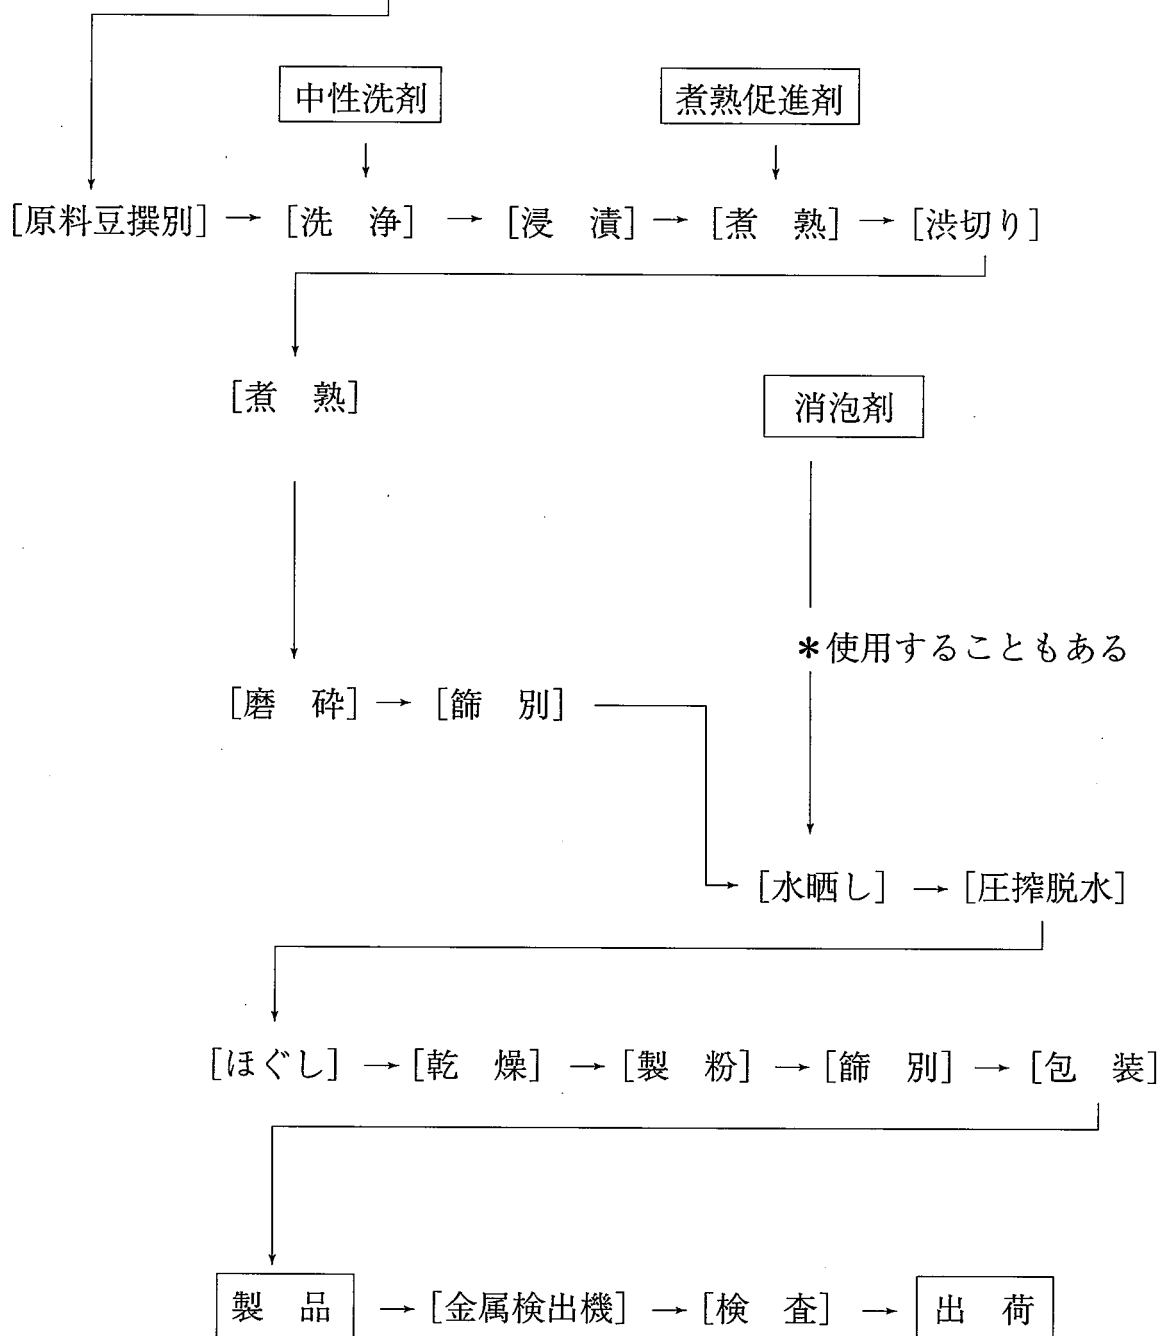 中性洗剤 煮熟促進剤
[原料豆撰別] → [洗 浄] → [浸 漬] → [煮 熟] → [渋切り]
[煮 熟] 消泡剤
*使用することもある
[磨 砕] → [篩 別]
[水晒し] → [圧搾脱水]
[ほぐし] → [乾 燥] → [製 粉] → [篩 別] → [包 装]
製 品 → [金属検出機] → [検 査] → 出 荷